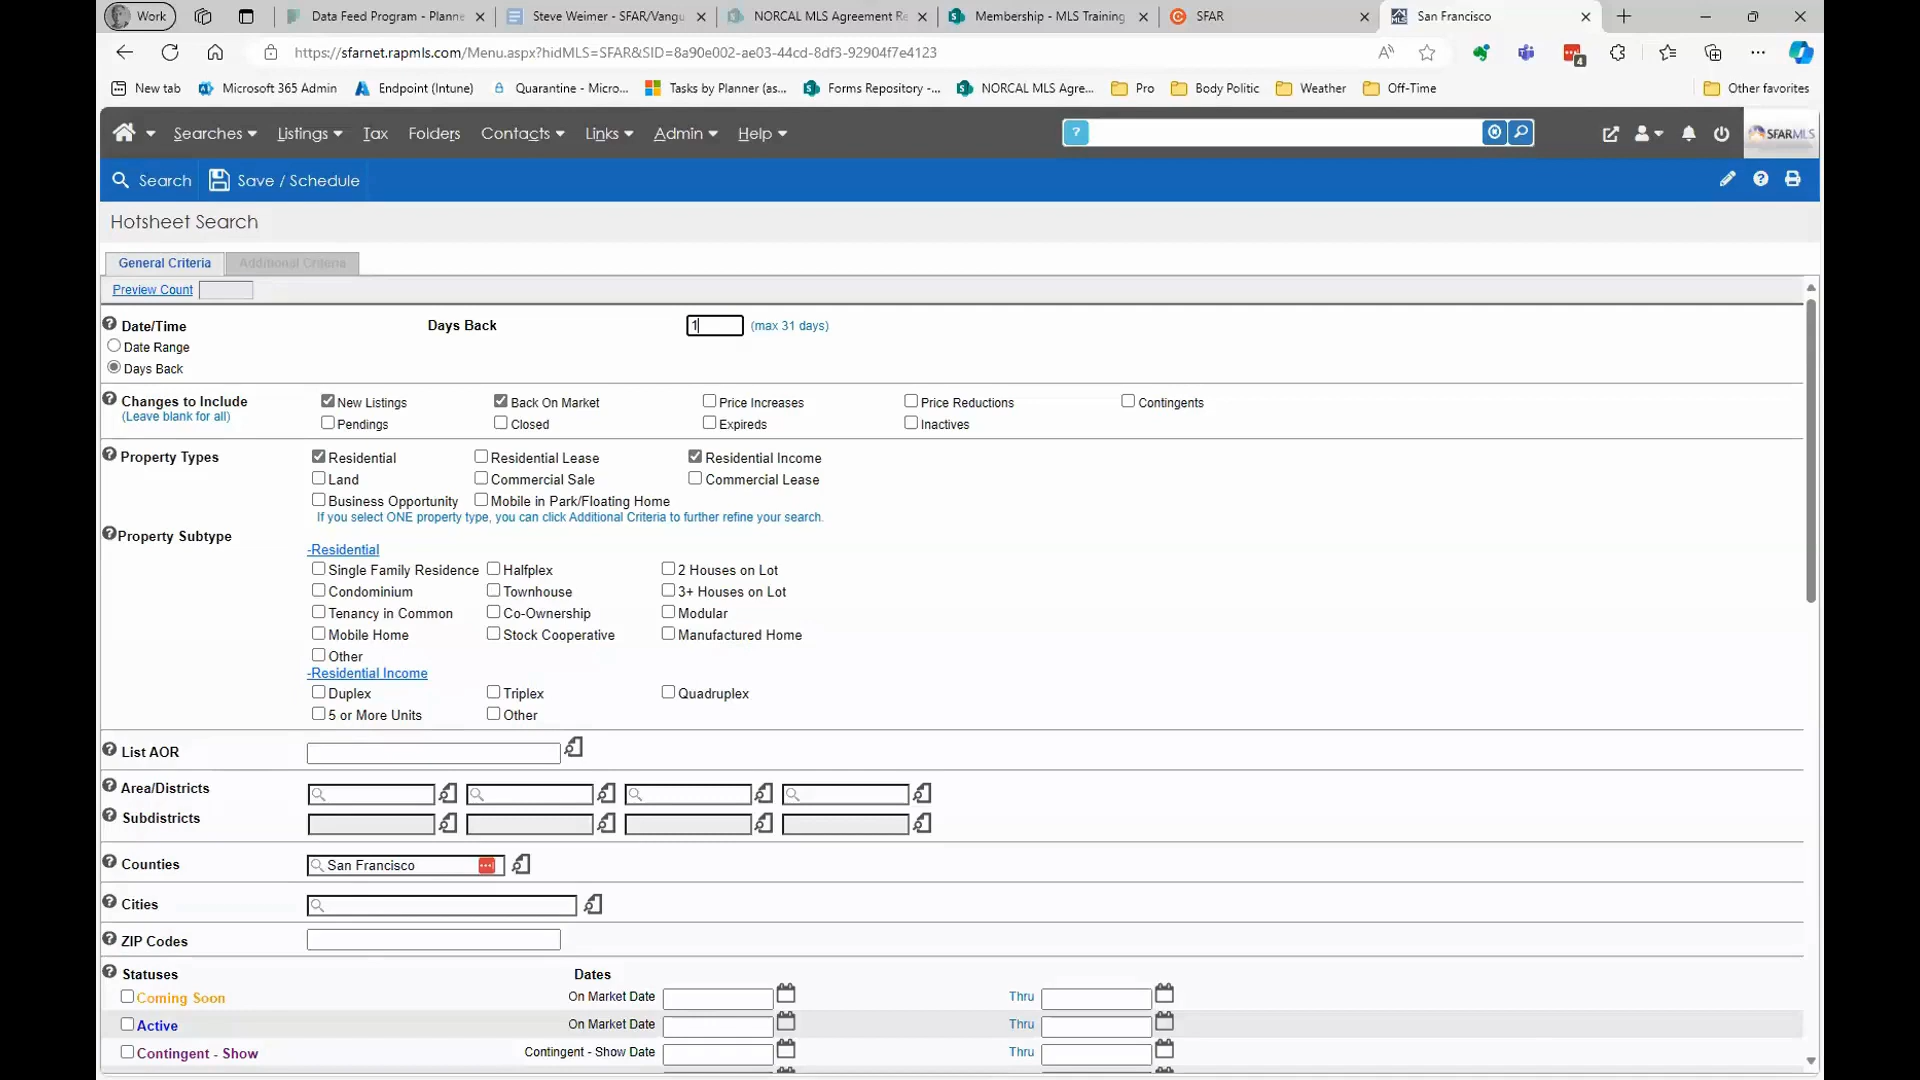 Work
Data Feed Program - Planne
Steve Weimer - SFAR/Vangu
NORCAL MLS Agreement Re
Membership - MLS Training
SFAR
San Francisco
https://sfarnet.rapmls.com/Menu.aspx?hidMLS=SFAR&SID=8a90e002-ae03-44cd-8df3-92904f7e4123
4
New tab
Microsoft 365 Admin
Endpoint (Intune)
Quarantine - Micro...
Tasks by Planner (as...
Forms Repository -...
NORCAL MLS Agre...
Pro
Body Politic
Weather
Off-Time
Other favorites
Searches
Listings
Tax
Folders
Contacts
Links
Admin
Help
?
SFARMLS
Search
Save / Schedule
Hotsheet Search
General Criteria
Additional Criteria
Preview Count
Date/Time
Days Back
1
(max 31 days)
Date Range
Days Back
Changes to Include
(Leave blank for all)
New Listings
Back On Market
Price Increases
Price Reductions
Contingents
Pendings
Closed
Expireds
Inactives
Property Types
Residential
Residential Lease
Residential Income
Land
Commercial Sale
Commercial Lease
Business Opportunity
Mobile in Park/Floating Home
If you select ONE property type, you can click Additional Criteria to further refine your search.
Property Subtype
-Residential
Single Family Residence
Halfplex
2 Houses on Lot
Condominium
Townhouse
3+ Houses on Lot
Tenancy in Common
Co-Ownership
Modular
Mobile Home
Stock Cooperative
Manufactured Home
Other
-Residential Income
Duplex
Triplex
Quadruplex
5 or More Units
Other
List AOR
Area/Districts
Subdistricts
Counties
San Francisco
Cities
ZIP Codes
Statuses
Dates
Coming Soon
On Market Date
Thru
Active
On Market Date
Thru
Contingent - Show
Contingent - Show Date
Thru